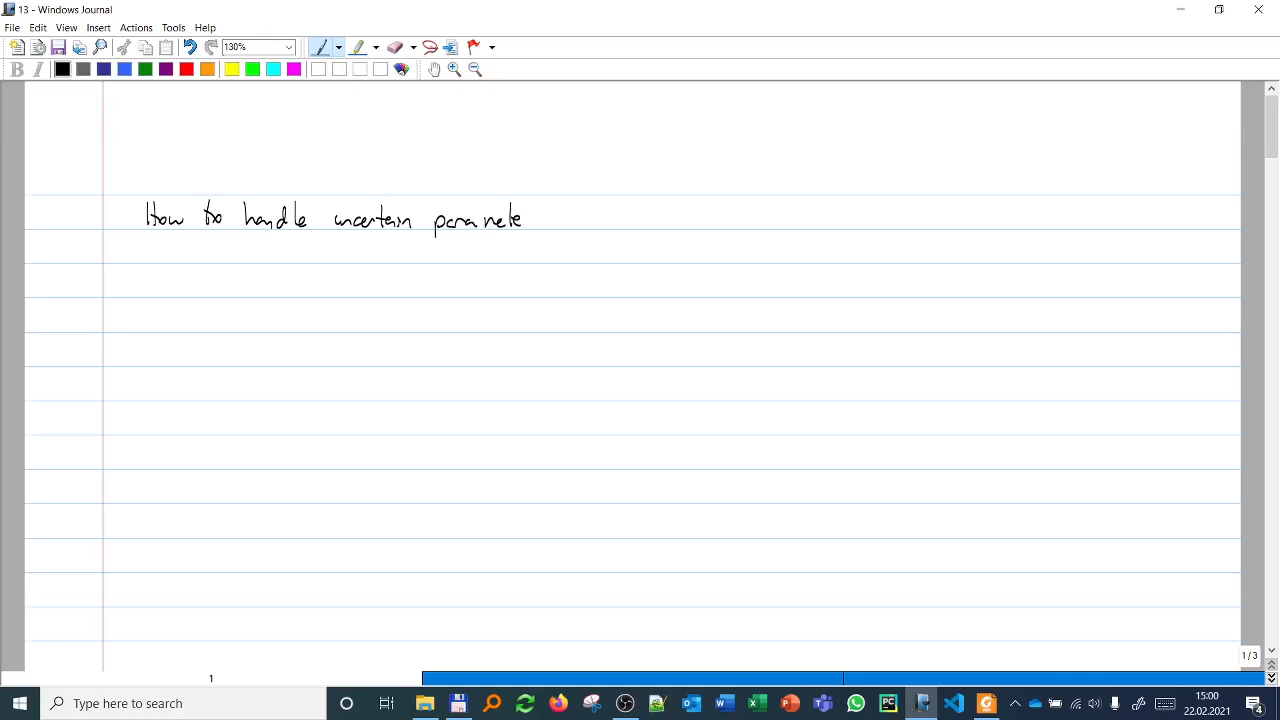 13 - Windows Journal
File Edit View Insert Actions Tools Help
130%
B I
How to handle uncertain paramete
1 / 3
1
Type here to search
15:00
22.02.2021